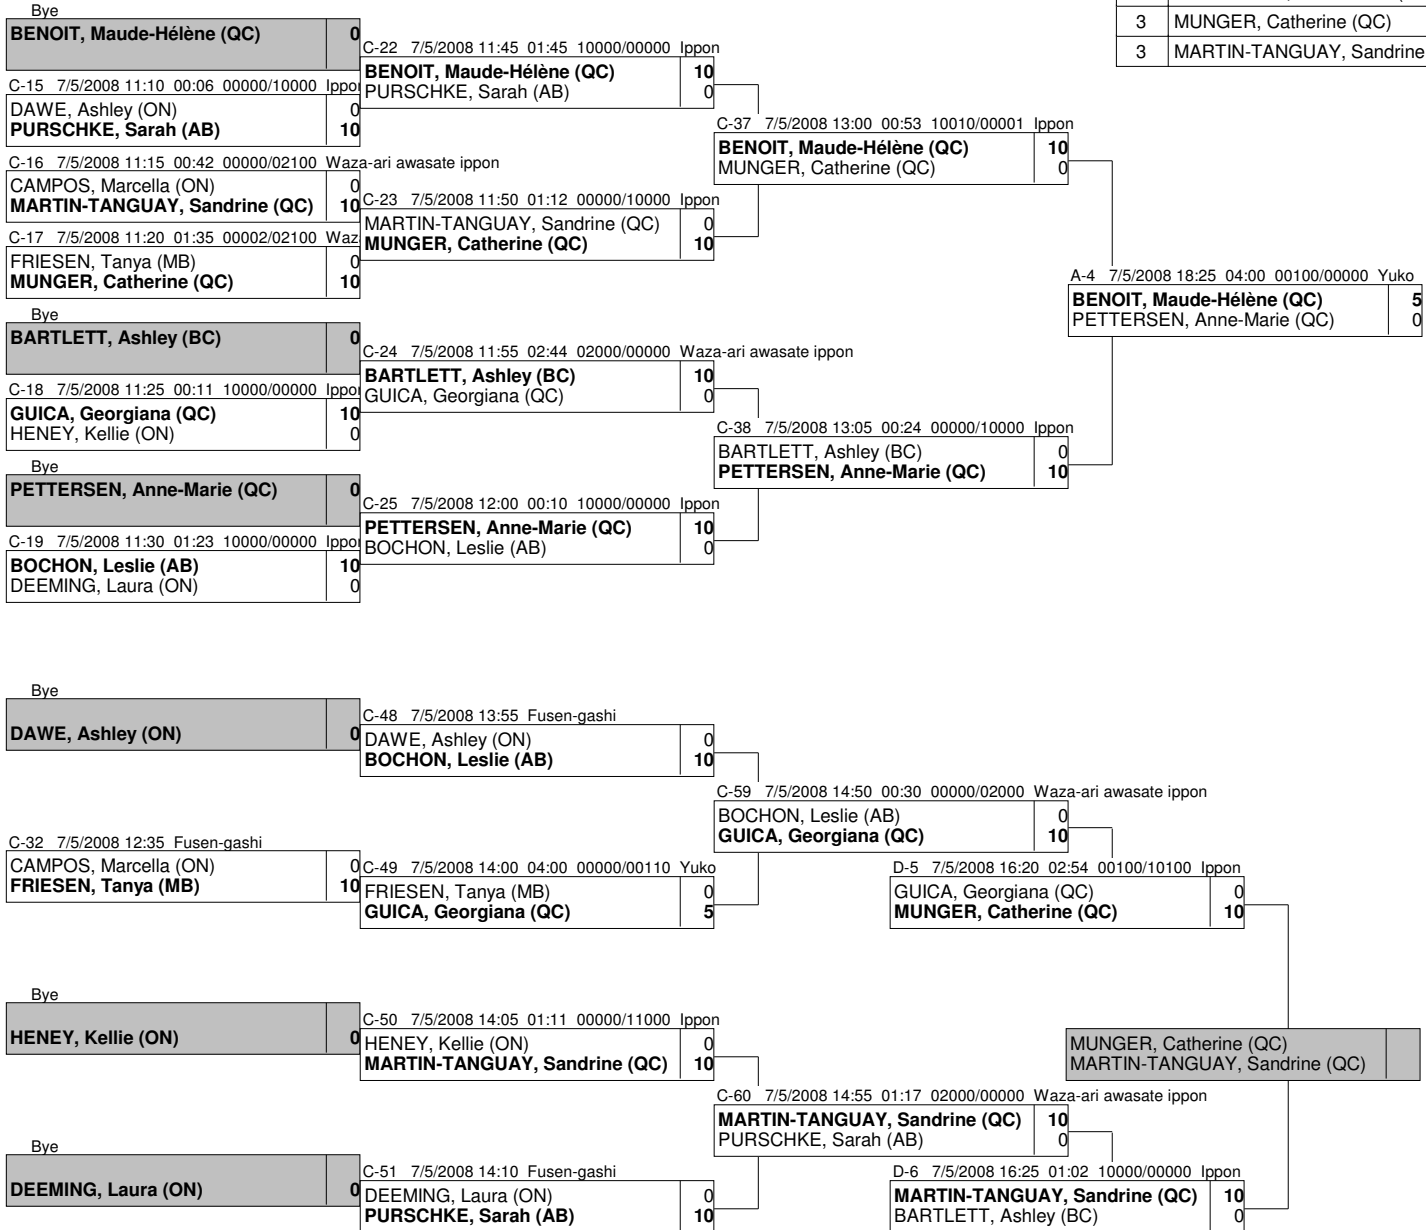 3 MUNGER, Catherine (QC)
3 MARTIN-TANGUAY, Sandrine
Bye
BENOIT, Maude-Hélène (QC) 0
C-15 7/5/2008 11:10 00:06 00000/10000 Ippon
DAWE, Ashley (ON) 0
PURSCHKE, Sarah (AB) 10
C-16 7/5/2008 11:15 00:42 00000/02100 Waza-ari awasate ippon
CAMPOS, Marcella (ON) 0
MARTIN-TANGUAY, Sandrine (QC) 10
C-17 7/5/2008 11:20 01:35 00002/02100 Waz
FRIESEN, Tanya (MB) 0
MUNGER, Catherine (QC) 10
Bye
BARTLETT, Ashley (BC) 0
C-18 7/5/2008 11:25 00:11 10000/00000 Ippon
GUICA, Georgiana (QC) 10
HENEY, Kellie (ON) 0
Bye
PETTERSEN, Anne-Marie (QC) 0
C-19 7/5/2008 11:30 01:23 10000/00000 Ippon
BOCHON, Leslie (AB) 10
DEEMING, Laura (ON) 0
C-22 7/5/2008 11:45 01:45 10000/00000 Ippon
BENOIT, Maude-Hélène (QC) 10
PURSCHKE, Sarah (AB) 0
C-23 7/5/2008 11:50 01:12 00000/10000 Ippon
MARTIN-TANGUAY, Sandrine (QC) 0
MUNGER, Catherine (QC) 10
C-24 7/5/2008 11:55 02:44 02000/00000 Waza-ari awasate ippon
BARTLETT, Ashley (BC) 10
GUICA, Georgiana (QC) 0
C-25 7/5/2008 12:00 00:10 10000/00000 Ippon
PETTERSEN, Anne-Marie (QC) 10
BOCHON, Leslie (AB) 0
C-37 7/5/2008 13:00 00:53 10010/00001 Ippon
BENOIT, Maude-Hélène (QC) 10
MUNGER, Catherine (QC) 0
C-38 7/5/2008 13:05 00:24 00000/10000 Ippon
BARTLETT, Ashley (BC) 0
PETTERSEN, Anne-Marie (QC) 10
A-4 7/5/2008 18:25 04:00 00100/00000 Yuko
BENOIT, Maude-Hélène (QC) 5
PETTERSEN, Anne-Marie (QC) 0
Bye
DAWE, Ashley (ON) 0
C-32 7/5/2008 12:35 Fusen-gashi
CAMPOS, Marcella (ON) 0
FRIESEN, Tanya (MB) 10
Bye
HENEY, Kellie (ON) 0
Bye
DEEMING, Laura (ON) 0
C-48 7/5/2008 13:55 Fusen-gashi
DAWE, Ashley (ON) 0
BOCHON, Leslie (AB) 10
C-49 7/5/2008 14:00 04:00 00000/00110 Yuko
FRIESEN, Tanya (MB) 0
GUICA, Georgiana (QC) 5
C-50 7/5/2008 14:05 01:11 00000/11000 Ippon
HENEY, Kellie (ON) 0
MARTIN-TANGUAY, Sandrine (QC) 10
C-51 7/5/2008 14:10 Fusen-gashi
DEEMING, Laura (ON) 0
PURSCHKE, Sarah (AB) 10
C-59 7/5/2008 14:50 00:30 00000/02000 Waza-ari awasate ippon
BOCHON, Leslie (AB) 0
GUICA, Georgiana (QC) 10
C-60 7/5/2008 14:55 01:17 02000/00000 Waza-ari awasate ippon
MARTIN-TANGUAY, Sandrine (QC) 10
PURSCHKE, Sarah (AB) 0
D-5 7/5/2008 16:20 02:54 00100/10100 Ippon
GUICA, Georgiana (QC) 0
MUNGER, Catherine (QC) 10
D-6 7/5/2008 16:25 01:02 10000/00000 Ippon
MARTIN-TANGUAY, Sandrine (QC) 10
BARTLETT, Ashley (BC) 0
MUNGER, Catherine (QC)
MARTIN-TANGUAY, Sandrine (QC)